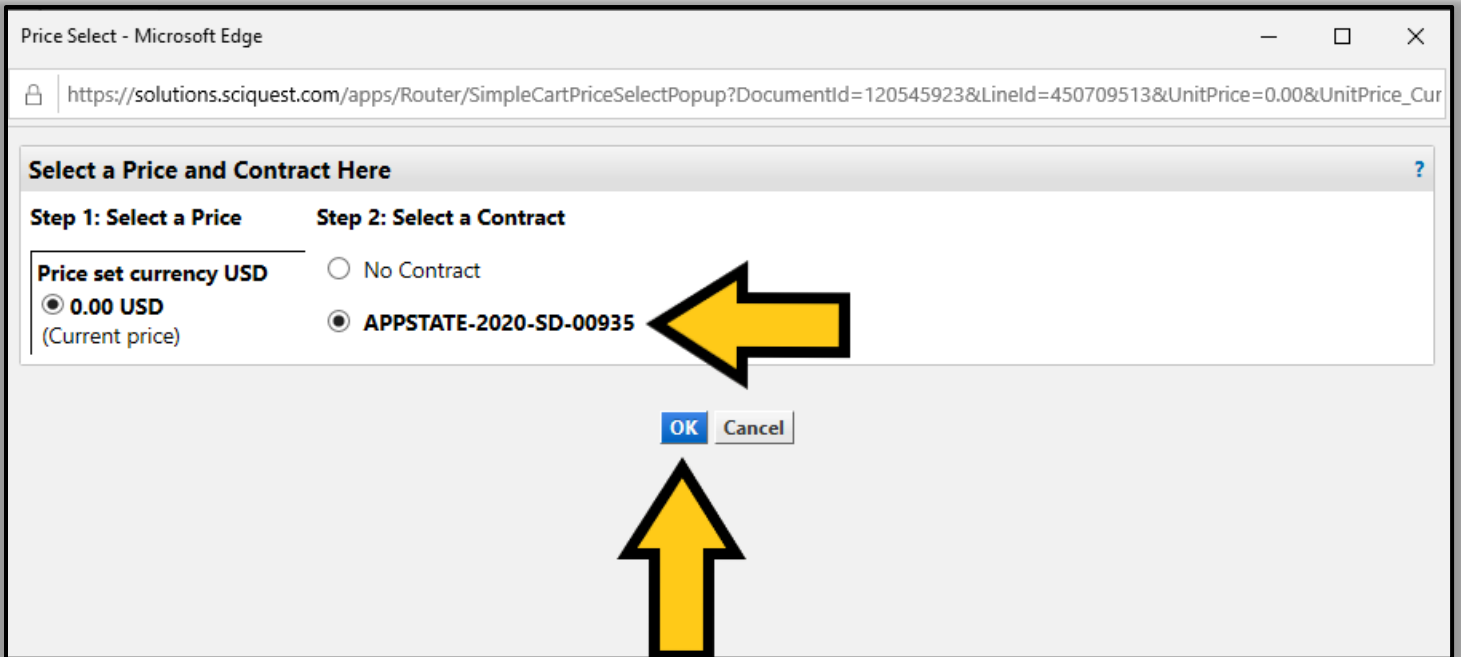 Price Select - Microsoft Edge
https://solutions.sciquest.com/apps/Router/SimpleCartPriceSelectPopup?DocumentId=120545923&LineId=450709513&UnitPrice=0.00&UnitPrice_Cur
Select a Price and Contract Here ?
Step 1: Select a Price Step 2: Select a Contract
Price set currency USD
No Contract
0.00 USD
(Current price)
APPSTATE-2020-SD-00935
OK Cancel